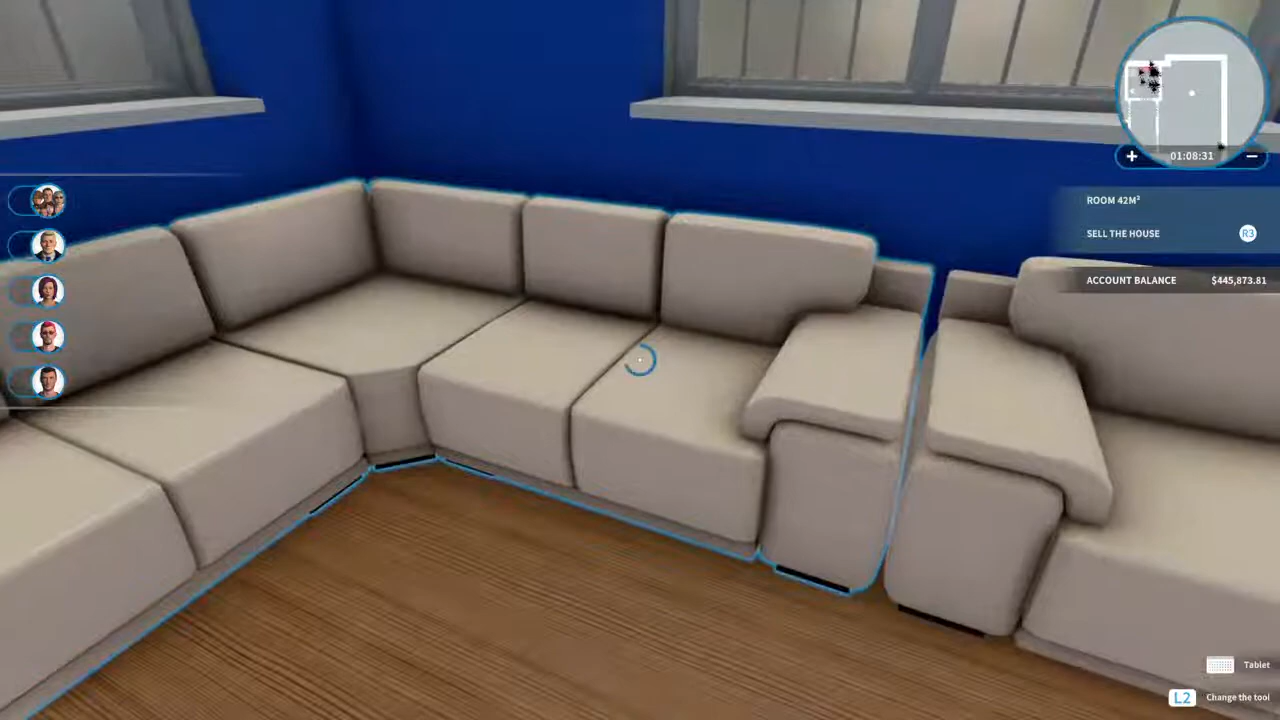 + 01:08:31 −
ROOM 42M²
SELL THE HOUSE R3
ACCOUNT BALANCE $445,873.81
Tablet
L2 Change the tool